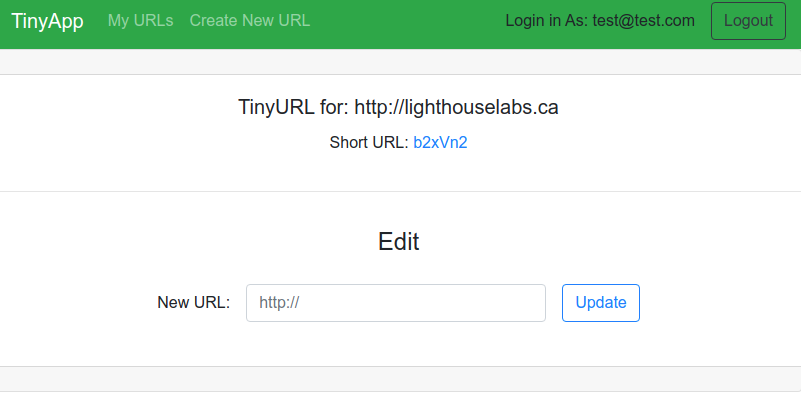 TinyApp My URLs Create New URL Login in As: test@test.com Logout
TinyURL for: http://lighthouselabs.ca
Short URL: b2xVn2
Edit
New URL: http:// Update